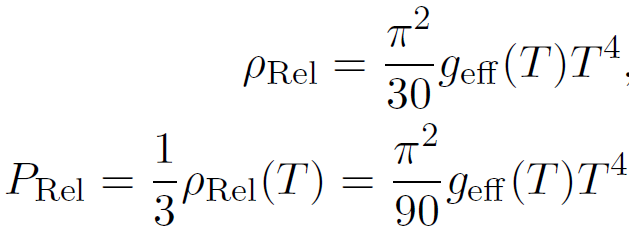 ρ_Rel = π²/30 g_eff(T)T⁴,
P_Rel = 1/3 ρ_Rel(T) = π²/90 g_eff(T)T⁴